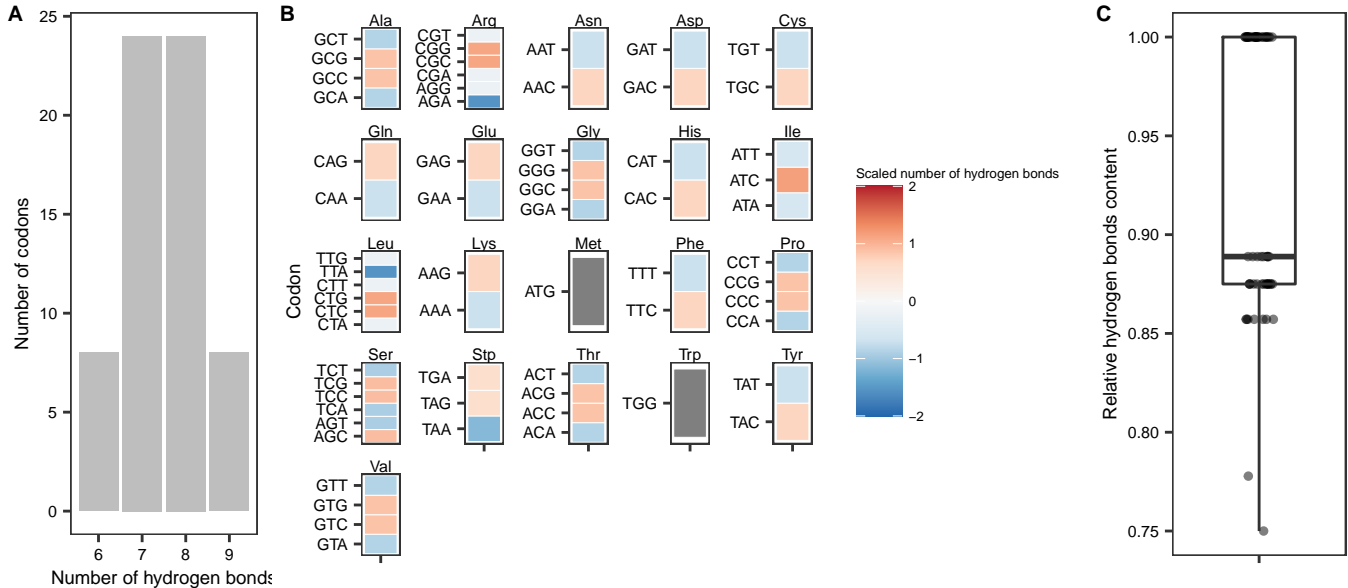 A
B
C
Number of codons
25
20
15
10
5
0
6 7 8 9
Number of hydrogen bonds
Codon
Ala Arg Asn Asp Cys
GCT
GCG
GCC
GCA
CGT
CGG
CGC
CGA
AGG
AGA
AAT
AAC
GAT
GAC
TGT
TGC
Gln Glu Gly His Ile
CAG
CAA
GAG
GAA
GGT
GGG
GGC
GGA
CAT
CAC
ATT
ATC
ATA
Leu Lys Met Phe Pro
TTG
TTA
CTT
CTG
CTC
CTA
AAG
AAA
ATG
TTT
TTC
CCT
CCG
CCC
CCA
Ser Stp Thr Trp Tyr
TCT
TCG
TCC
TCA
AGT
AGC
TGA
TAG
TAA
ACT
ACG
ACC
ACA
TGG
TAT
TAC
Val
GTT
GTG
GTC
GTA
Scaled number of hydrogen bonds
2
1
0
−1
−2
Relative hydrogen bonds content
1.00
0.95
0.90
0.85
0.80
0.75